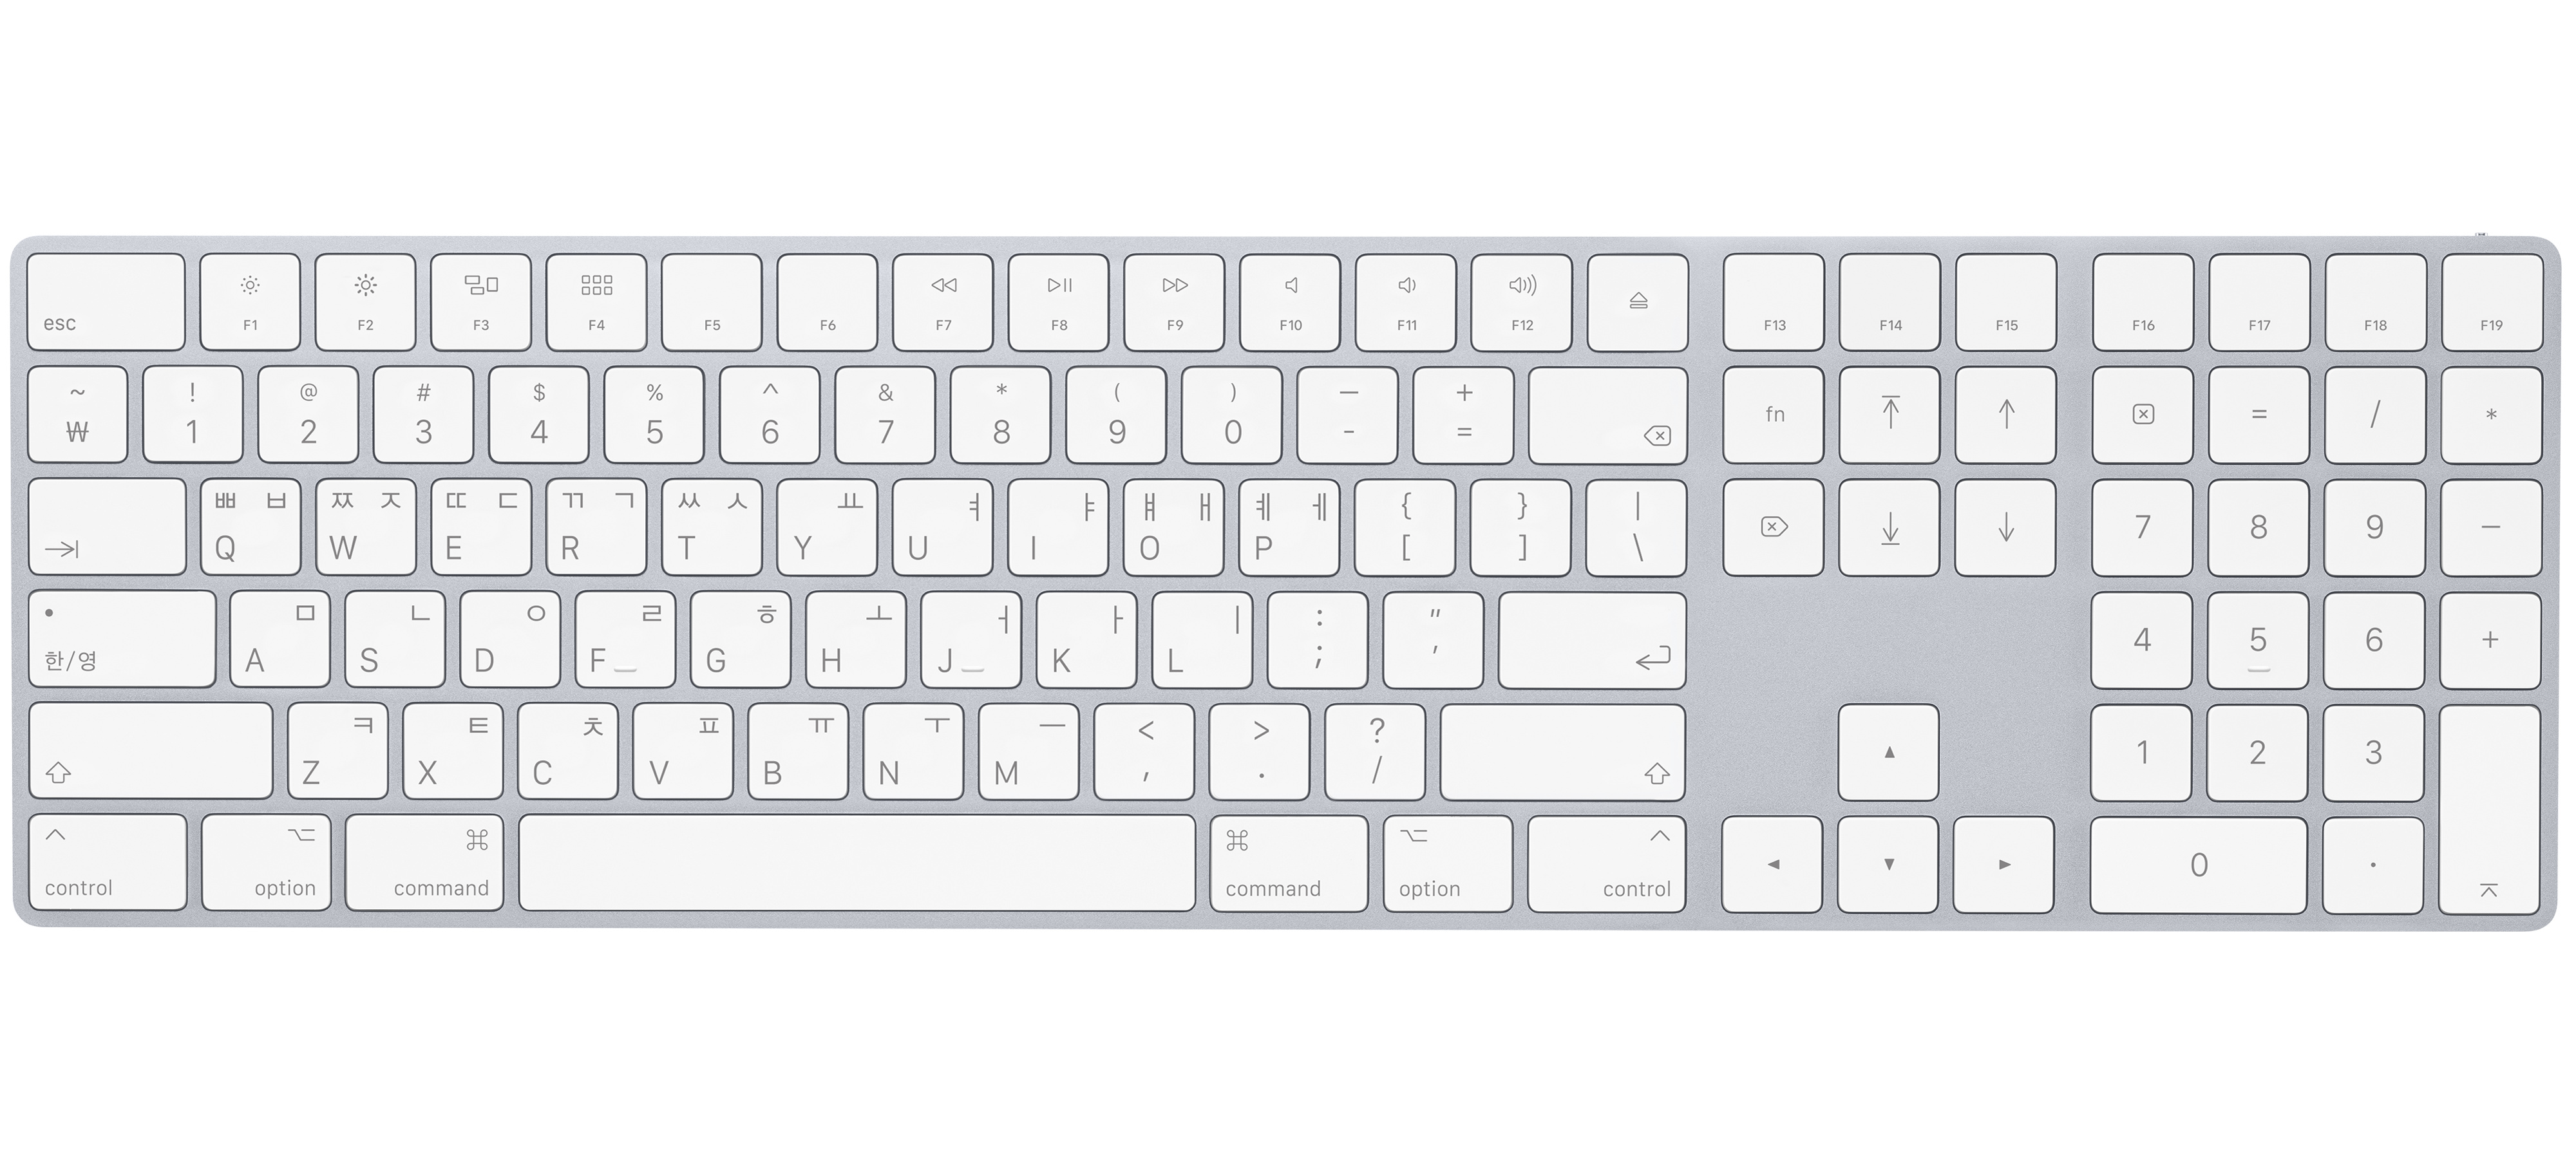 esc F1 F2 F3 F4 F5 F6 F7 F8 F9 F10 F11 F12 F13 F14 F15 F16 F17 F18 F19
~ ! @ # $ % ^ & * ( ) — +
₩ 1 2 3 4 5 6 7 8 9 0 - = fn = / *
ㅃ ㅂ ㅉ ㅈ ㄸ ㄷ ㄲ ㄱ ㅆ ㅅ ㅛ ㅕ ㅑ ㅒ ㅐ ㅖ ㅔ { } |
Q W E R T Y U I O P [ ] \ 7 8 9 −
ㅁ ㄴ ㅇ ㄹ ㅎ ㅗ ㅓ ㅏ ㅣ : "
한/영 A S D F G H J K L ; ' 4 5 6 +
ㅋ ㅌ ㅊ ㅍ ㅠ ㅜ ㅡ < > ?
Z X C V B N M , . / 1 2 3
⌃ ⌥ ⌘ ⌘ ⌥ ⌃
control option command command option control 0 .